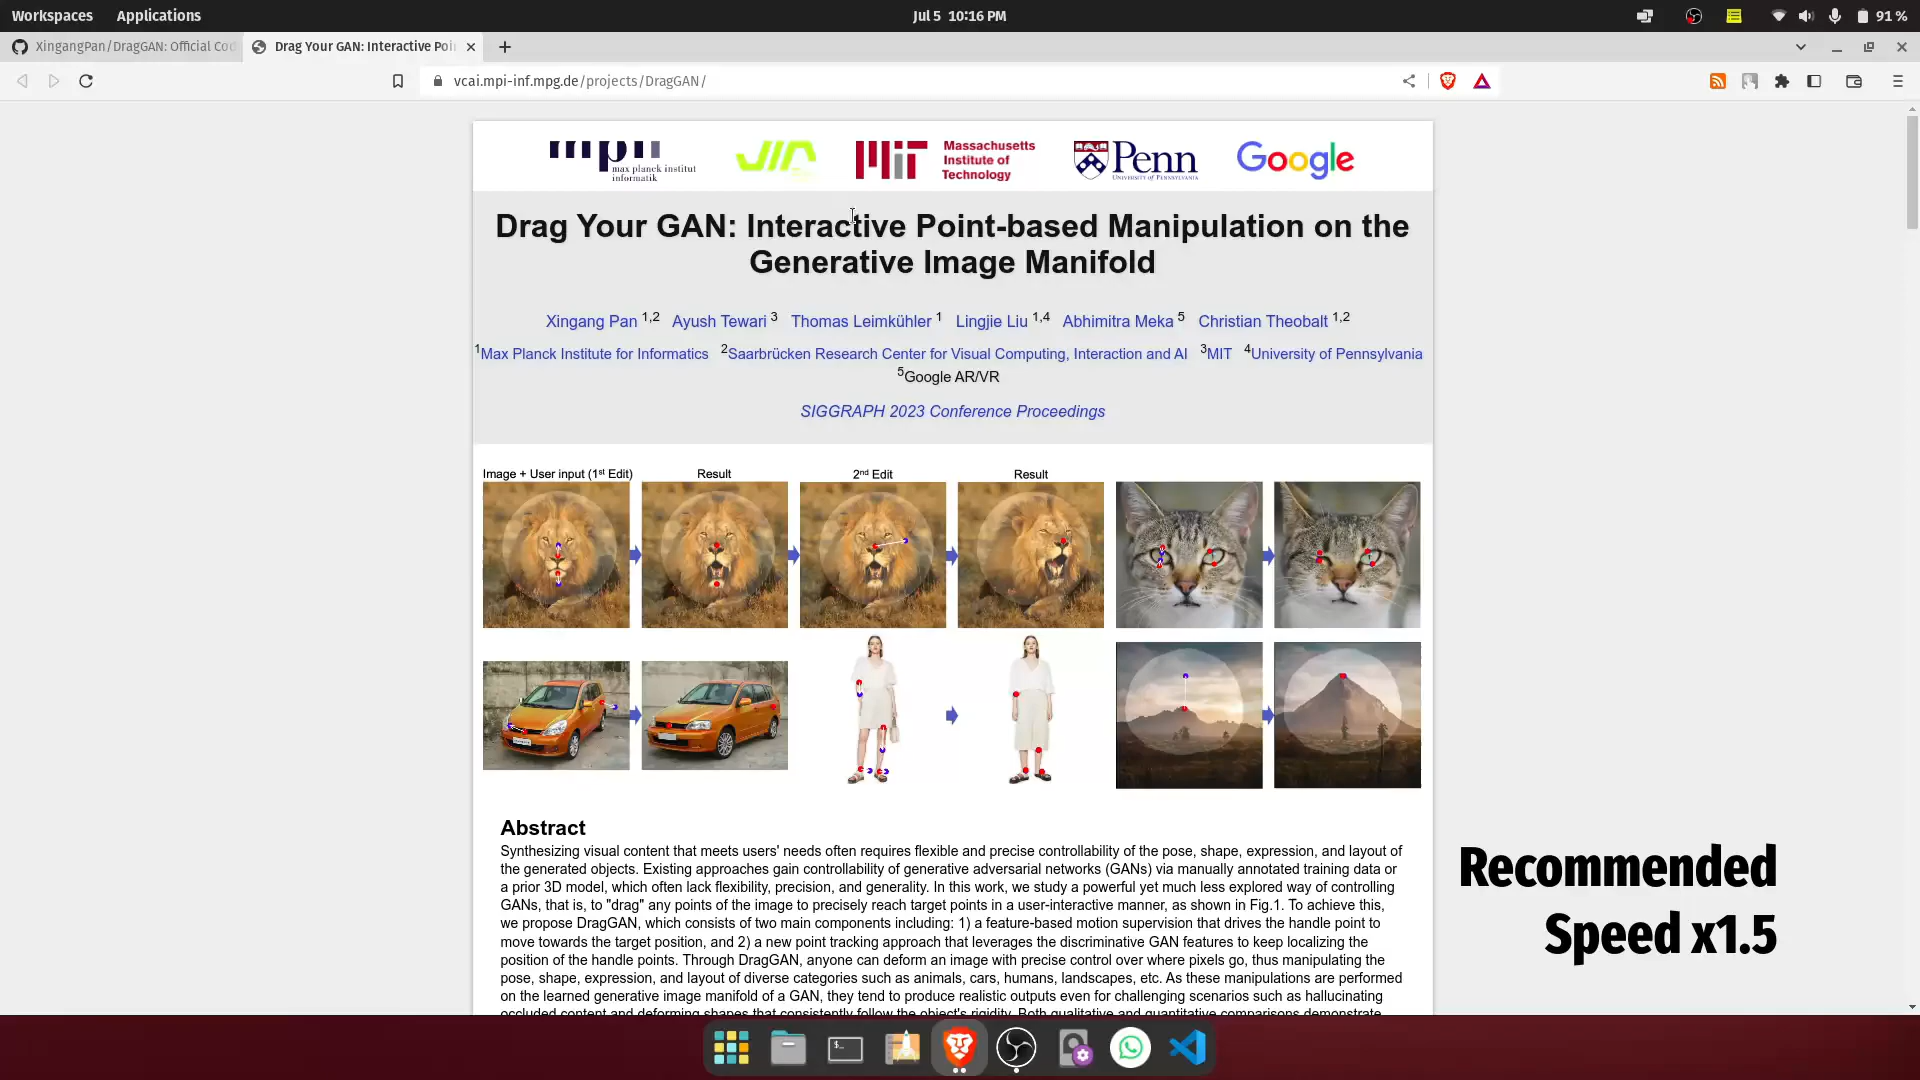 Workspaces Applications Jul 5 10:16 PM 91 %
XingangPan/DragGAN: Official Cod Drag Your GAN: Interactive Poi
vcai.mpi-inf.mpg.de/projects/DragGAN/
max planck institut
informatik
Massachusetts
Institute of
Technology
Penn
UNIVERSITY OF PENNSYLVANIA
Google
Drag Your GAN: Interactive Point-based Manipulation on the
Generative Image Manifold
Xingang Pan 1,2 Ayush Tewari 3 Thomas Leimkühler 1 Lingjie Liu 1,4 Abhimitra Meka 5 Christian Theobalt 1,2
1Max Planck Institute for Informatics 2Saarbrücken Research Center for Visual Computing, Interaction and AI 3MIT 4University of Pennsylvania
5Google AR/VR
SIGGRAPH 2023 Conference Proceedings
Image + User input (1st Edit) Result 2nd Edit Result
Abstract
Synthesizing visual content that meets users' needs often requires flexible and precise controllability of the pose, shape, expression, and layout of
the generated objects. Existing approaches gain controllability of generative adversarial networks (GANs) via manually annotated training data or
a prior 3D model, which often lack flexibility, precision, and generality. In this work, we study a powerful yet much less explored way of controlling
GANs, that is, to "drag" any points of the image to precisely reach target points in a user-interactive manner, as shown in Fig.1. To achieve this,
we propose DragGAN, which consists of two main components including: 1) a feature-based motion supervision that drives the handle point to
move towards the target position, and 2) a new point tracking approach that leverages the discriminative GAN features to keep localizing the
position of the handle points. Through DragGAN, anyone can deform an image with precise control over where pixels go, thus manipulating the
pose, shape, expression, and layout of diverse categories such as animals, cars, humans, landscapes, etc. As these manipulations are performed
on the learned generative image manifold of a GAN, they tend to produce realistic outputs even for challenging scenarios such as hallucinating
occluded content and deforming shapes that consistently follow the object's rigidity. Both qualitative and quantitative comparisons demonstrate
Recommended
Speed x1.5